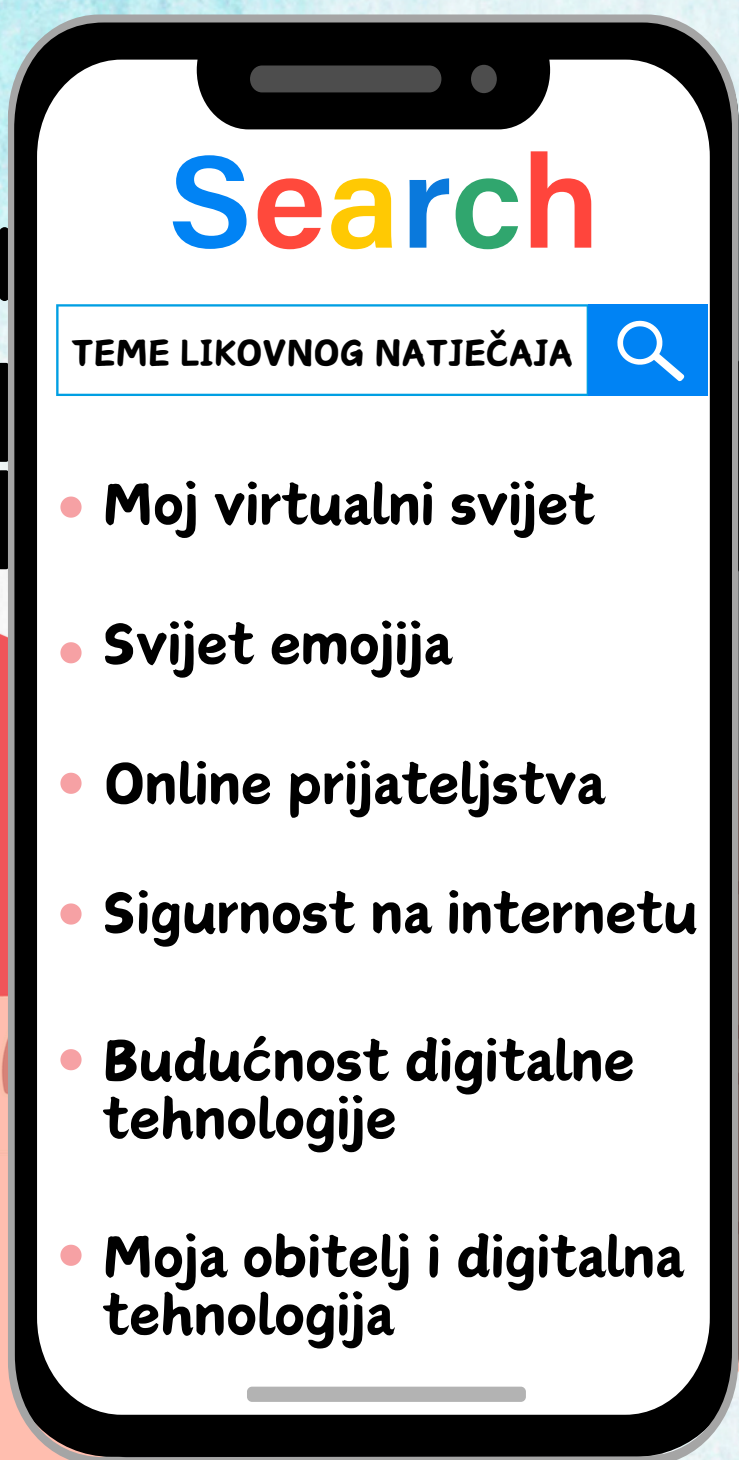 Search
TEME LIKOVNOG NATJEČAJA
Moj virtualni svijet
Svijet emojija
Online prijateljstva
Sigurnost na internetu
Budućnost digitalne
tehnologije
Moja obitelj i digitalna
tehnologija